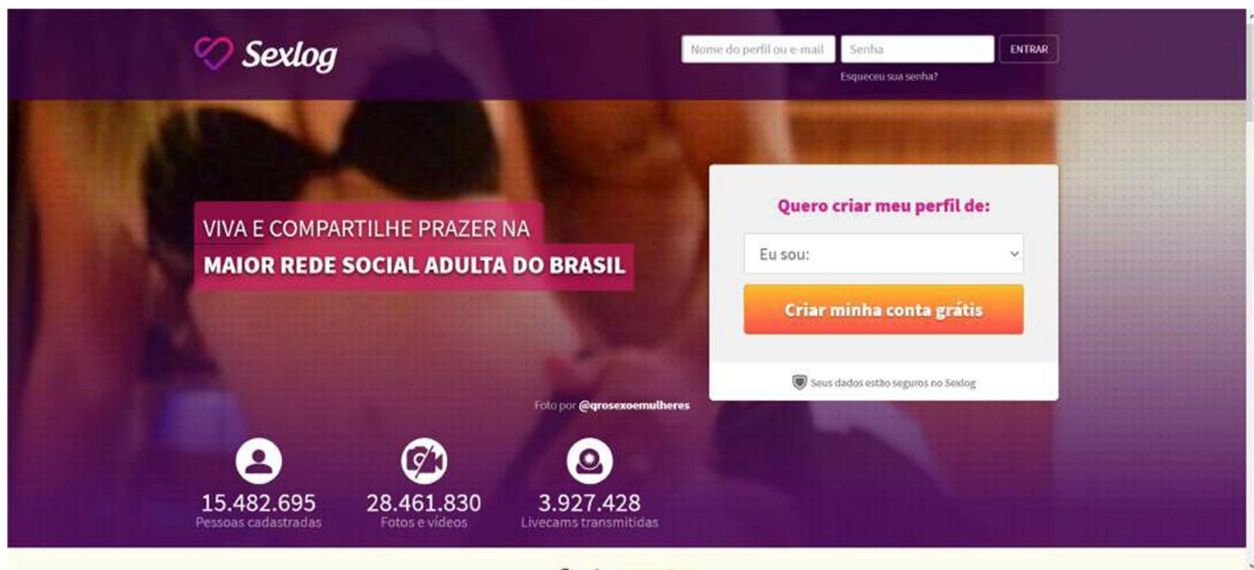 Sexlog
Nome do perfil ou e-mail
Senha
ENTRAR
Esqueceu sua senha?
VIVA E COMPARTILHE PRAZER NA
MAIOR REDE SOCIAL ADULTA DO BRASIL
Quero criar meu perfil de:
Eu sou:
Criar minha conta grátis
Seus dados estão seguros no Sexlog
Foto por @qrosexoemulheres
15.482.695
Pessoas cadastradas
28.461.830
Fotos e vídeos
3.927.428
Livecams transmitidas